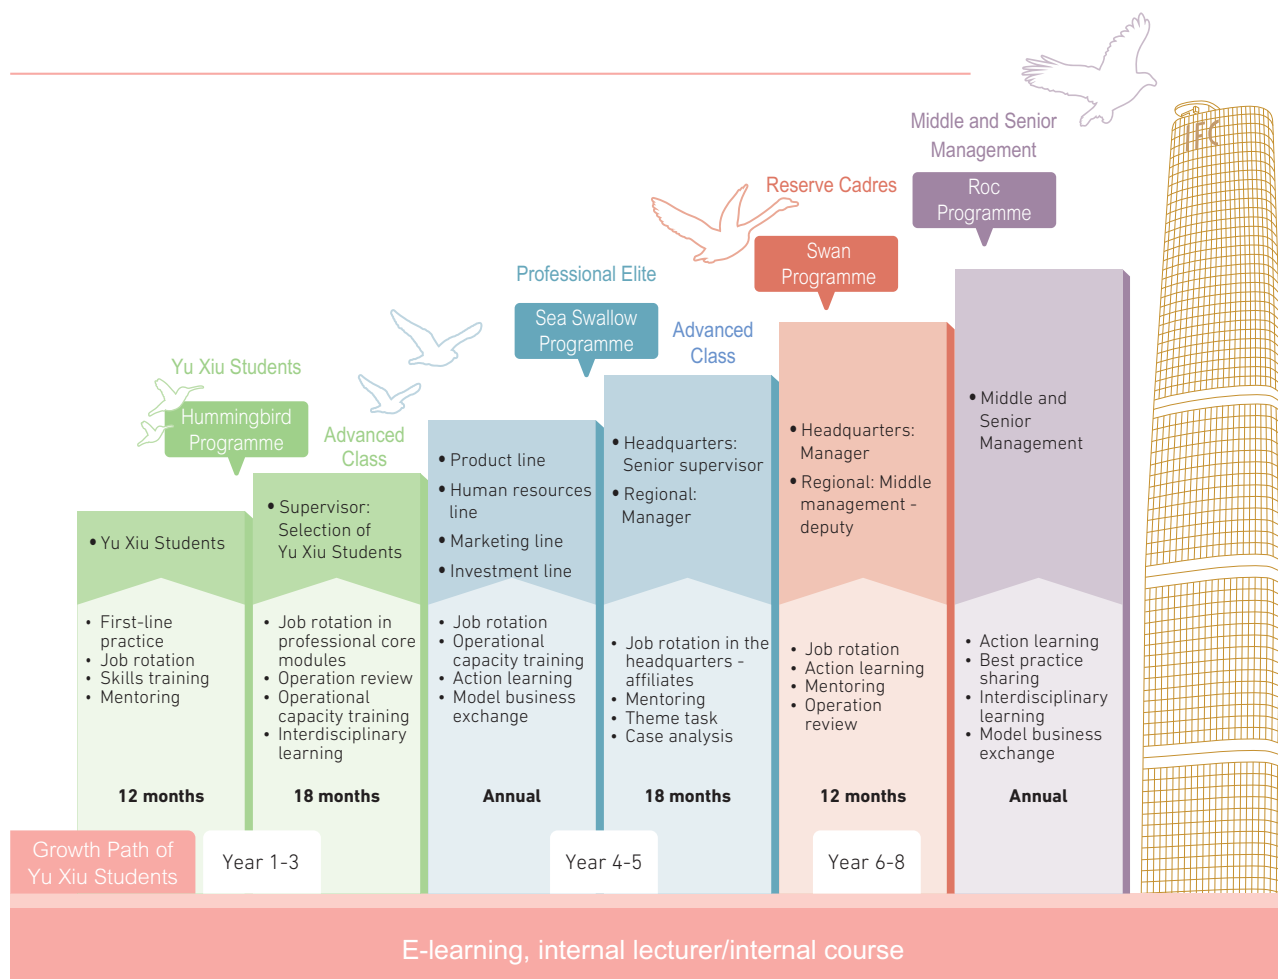 IFC
Middle and Senior
Management
Roc
Programme
Reserve Cadres
Swan
Programme
Professional Elite
Sea Swallow
Programme
Advanced
Class
Yu Xiu Students
Hummingbird
Programme
Advanced
Class
• Yu Xiu Students
• Supervisor:
Selection of
Yu Xiu Students
• Product line
• Human resources
line
• Marketing line
• Investment line
• Headquarters:
Senior supervisor
• Regional:
Manager
• Headquarters:
Manager
• Regional: Middle
management -
deputy
• Middle and
Senior
Management
• First-line
practice
• Job rotation
• Skills training
• Mentoring
12 months
• Job rotation in
professional core
modules
• Operation review
• Operational
capacity training
• Interdisciplinary
learning
18 months
• Job rotation
• Operational
capacity training
• Action learning
• Model business
exchange
Annual
• Job rotation in the
headquarters -
affiliates
• Mentoring
• Theme task
• Case analysis
18 months
• Job rotation
• Action learning
• Mentoring
• Operation
review
12 months
• Action learning
• Best practice
sharing
• Interdisciplinary
learning
• Model business
exchange
Annual
Growth Path of
Yu Xiu Students
Year 1-3
Year 4-5
Year 6-8
E-learning, internal lecturer/internal course